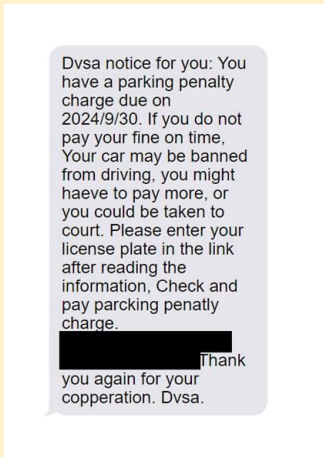 Dvsa notice for you: You
have a parking penalty
charge due on
2024/9/30. If you do not
pay your fine on time,
Your car may be banned
from driving, you might
haeve to pay more, or
you could be taken to
court. Please enter your
license plate in the link
after reading the
information, Check and
pay parcking penatly
charge.
Thank
you again for your
copperation. Dvsa.